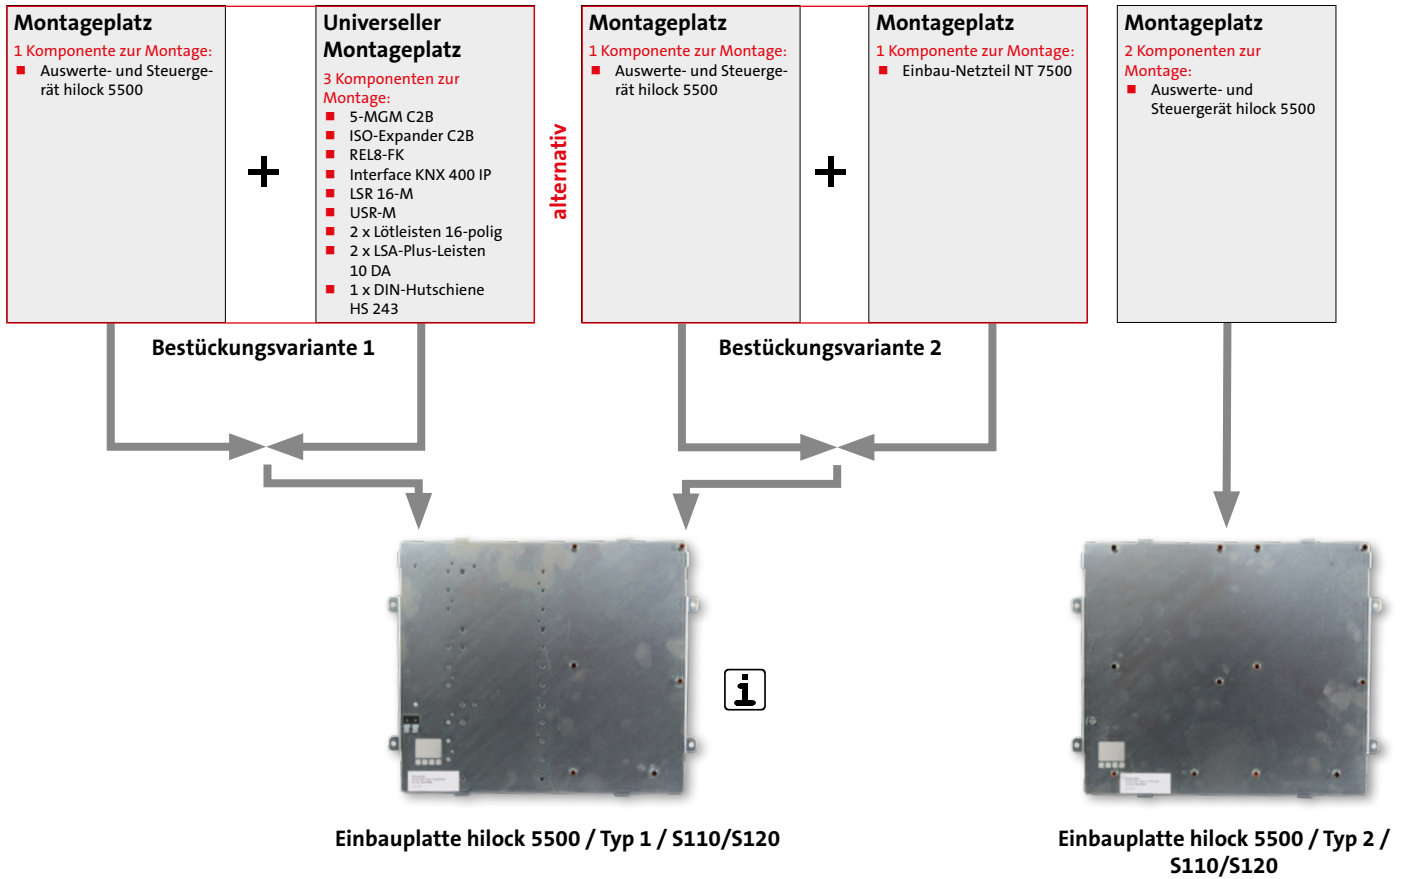 Montageplatz
1 Komponente zur Montage:
Auswerte- und Steuerge-
rät hilock 5500
Universeller
Montageplatz
3 Komponenten zur
Montage:
5-MGM C2B
ISO-Expander C2B
REL8-FK
Interface KNX 400 IP
LSR 16-M
USR-M
2 x Lötleisten 16-polig
2 x LSA-Plus-Leisten
10 DA
1 x DIN-Hutschiene
HS 243
Bestückungsvariante 1
alternativ
Montageplatz
1 Komponente zur Montage:
Auswerte- und Steuerge-
rät hilock 5500
Montageplatz
1 Komponente zur Montage:
Einbau-Netzteil NT 7500
Bestückungsvariante 2
Montageplatz
2 Komponenten zur
Montage:
Auswerte- und
Steuergerät hilock 5500
i
Einbauplatte hilock 5500 / Typ 1 / S110/S120
Einbauplatte hilock 5500 / Typ 2 /
S110/S120